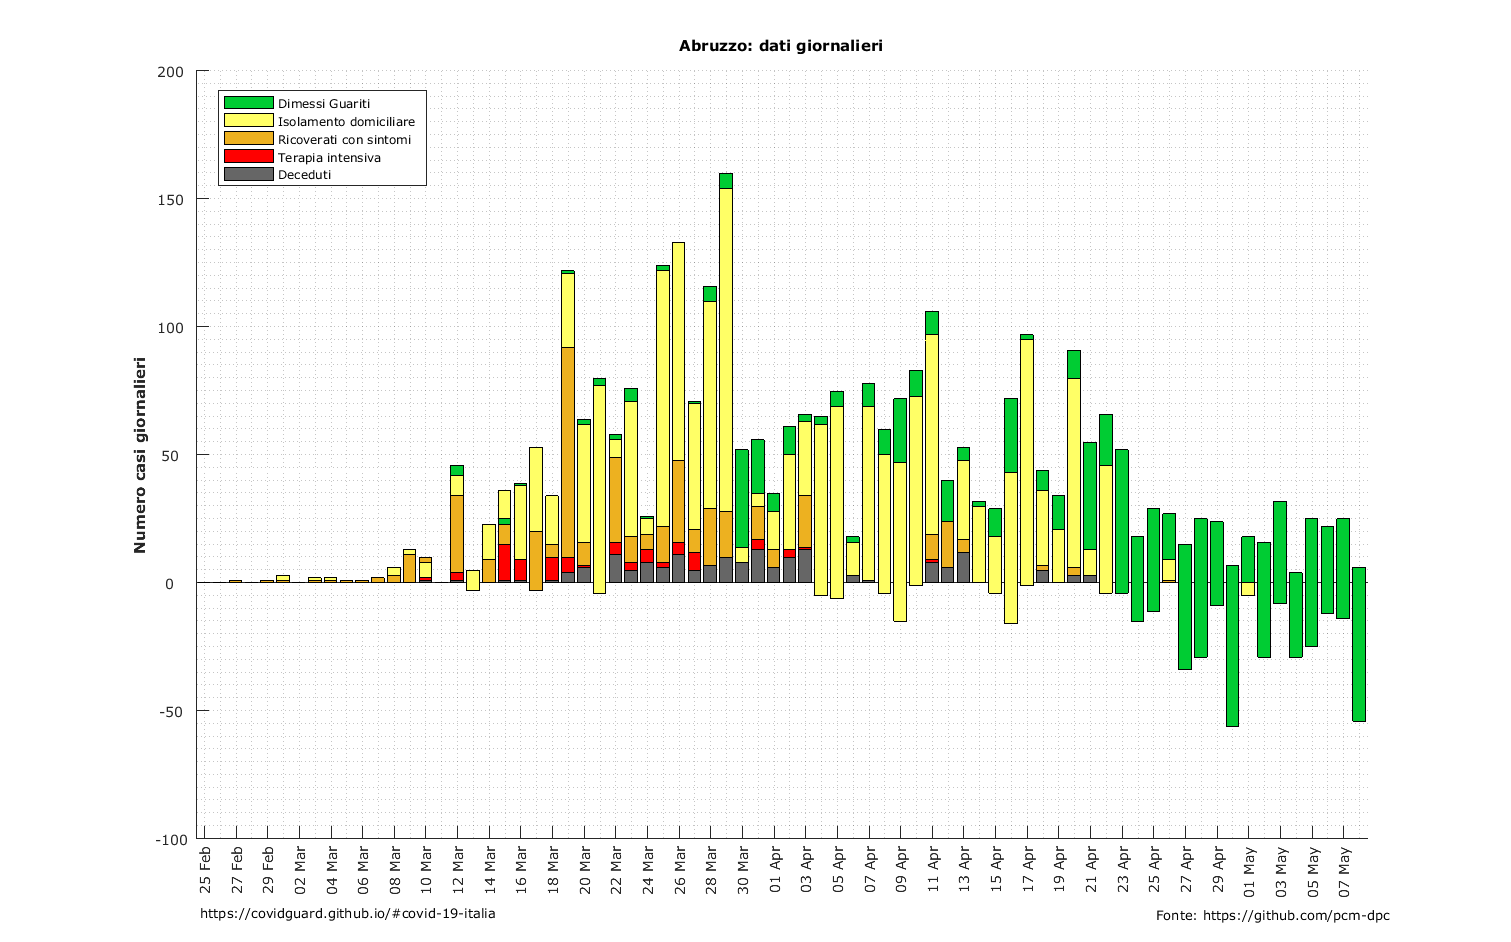 Abruzzo: dati giornalieri
200
150
100
50
0
-50
-100
Numero casi giornalieri
Dimessi Guariti
Isolamento domiciliare
Ricoverati con sintomi
Terapia intensiva
Deceduti
25 Feb
27 Feb
29 Feb
02 Mar
04 Mar
06 Mar
08 Mar
10 Mar
12 Mar
14 Mar
16 Mar
18 Mar
20 Mar
22 Mar
24 Mar
26 Mar
28 Mar
30 Mar
01 Apr
03 Apr
05 Apr
07 Apr
09 Apr
11 Apr
13 Apr
15 Apr
17 Apr
19 Apr
21 Apr
23 Apr
25 Apr
27 Apr
29 Apr
01 May
03 May
05 May
07 May
https://covidguard.github.io/#covid-19-italia
Fonte: https://github.com/pcm-dpc